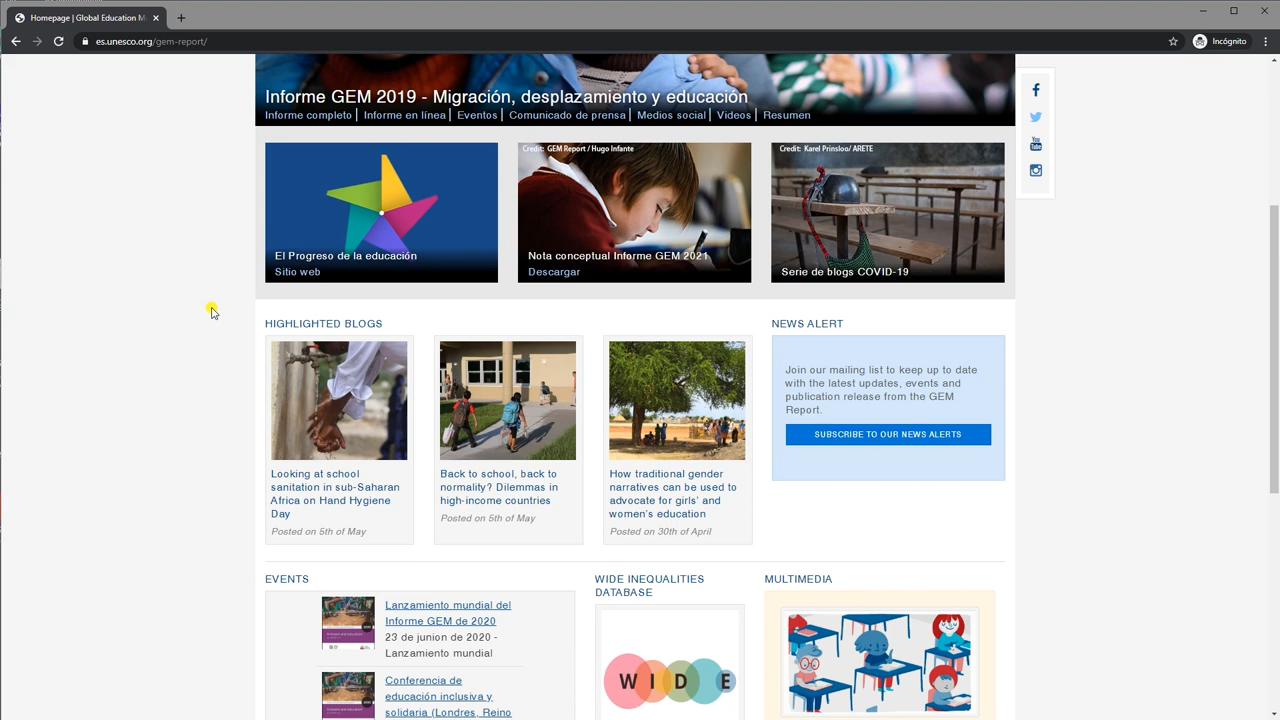 Homepage | Global Education M
es.unesco.org/gem-report/
Incógnito
Informe GEM 2019 - Migración, desplazamiento y educación
Informe completo | Informe en línea | Eventos | Comunicado de prensa | Medios social | Videos | Resumen
Credit: GEM Report / Hugo Infante
Credit: Karel Prinsloo/ ARETE
El Progreso de la educación
Sitio web
Nota conceptual Informe GEM 2021
Descargar
Serie de blogs COVID-19
HIGHLIGHTED BLOGS
Looking at school
sanitation in sub-Saharan
Africa on Hand Hygiene
Day
Posted on 5th of May
Back to school, back to
normality? Dilemmas in
high-income countries
Posted on 5th of May
How traditional gender
narratives can be used to
advocate for girls' and
women's education
Posted on 30th of April
NEWS ALERT
Join our mailing list to keep up to date
with the latest updates, events and
publication release from the GEM
Report.
SUBSCRIBE TO OUR NEWS ALERTS
EVENTS
Lanzamiento mundial del
Informe GEM de 2020
23 de junion de 2020 -
Lanzamiento mundial
Conferencia de
educación inclusiva y
solidaria (Londres, Reino
WIDE INEQUALITIES
DATABASE
WIDE
MULTIMEDIA